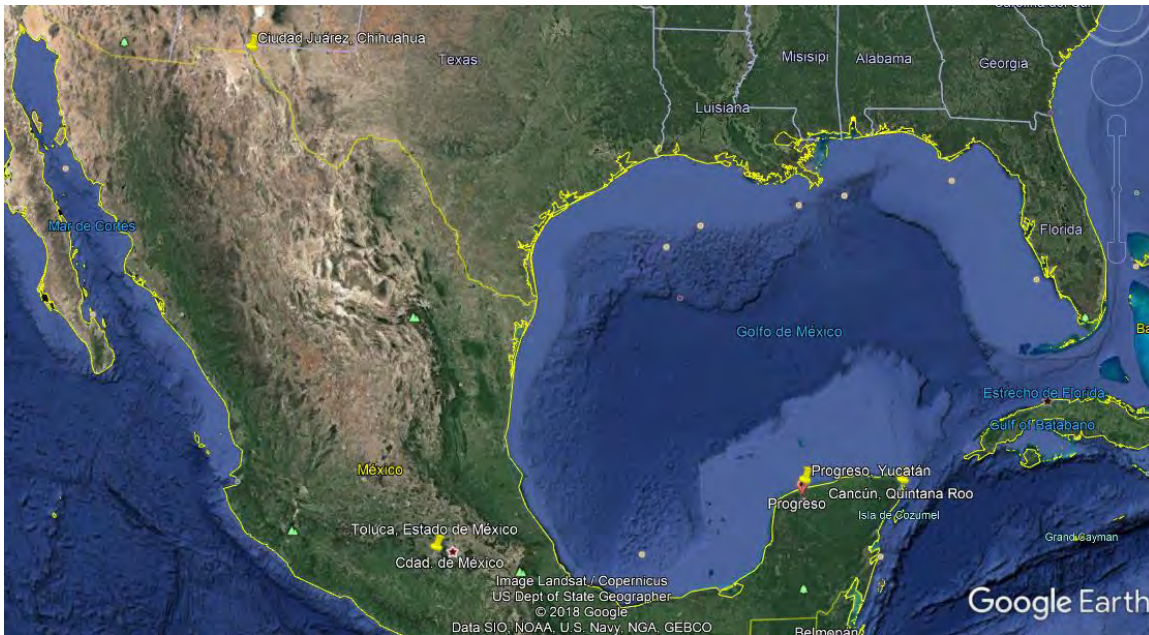 Ciudad Juárez, Chihuahua
Texas
Misisipi
Alabama
Georgia
Luisiana
Mar de Cortés
Florida
Golfo de México
Estrecho de Florida
Gulf of Batabano
México
Progreso, Yucatán
Progreso
Cancún, Quintana Roo
Isla de Cozumel
Toluca, Estado de México
Cdad. de México
Grand Cayman
Image Landsat / Copernicus
US Dept of State Geographer
© 2018 Google
Data SIO, NOAA, U.S. Navy, NGA, GEBCO
Google Earth